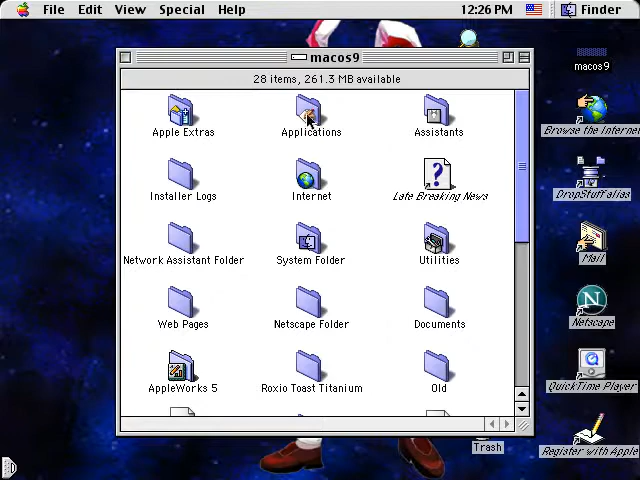 File Edit View Special Help 12:26 PM Finder
macos9
28 items, 261.3 MB available
Apple Extras
Applications
Assistants
Installer Logs
Internet
Late Breaking News
Network Assistant Folder
System Folder
Utilities
Web Pages
Netscape Folder
Documents
AppleWorks 5
Roxio Toast Titanium
Old
macos9
Browse the Internet
DropStuff alias
Mail
Netscape
QuickTime Player
Register with Apple
Trash